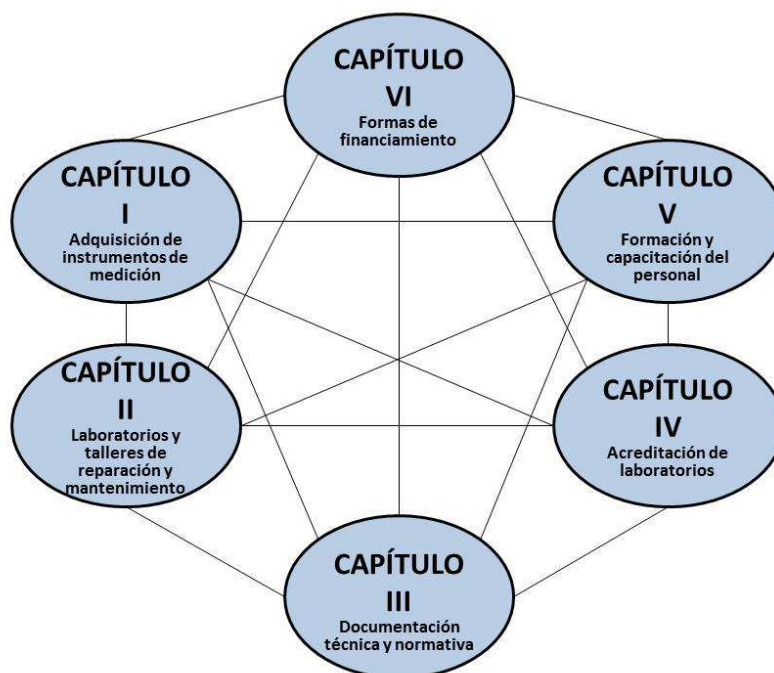 CAPÍTULO
VI
Formas de
financiamiento
CAPÍTULO
I
Adquisición de
instrumentos de
medición
CAPÍTULO
V
Formación y
capacitación del
personal
CAPÍTULO
II
Laboratorios y
talleres de
reparación y
mantenimiento
CAPÍTULO
IV
Acreditación de
laboratorios
CAPÍTULO
III
Documentación
técnica y normativa